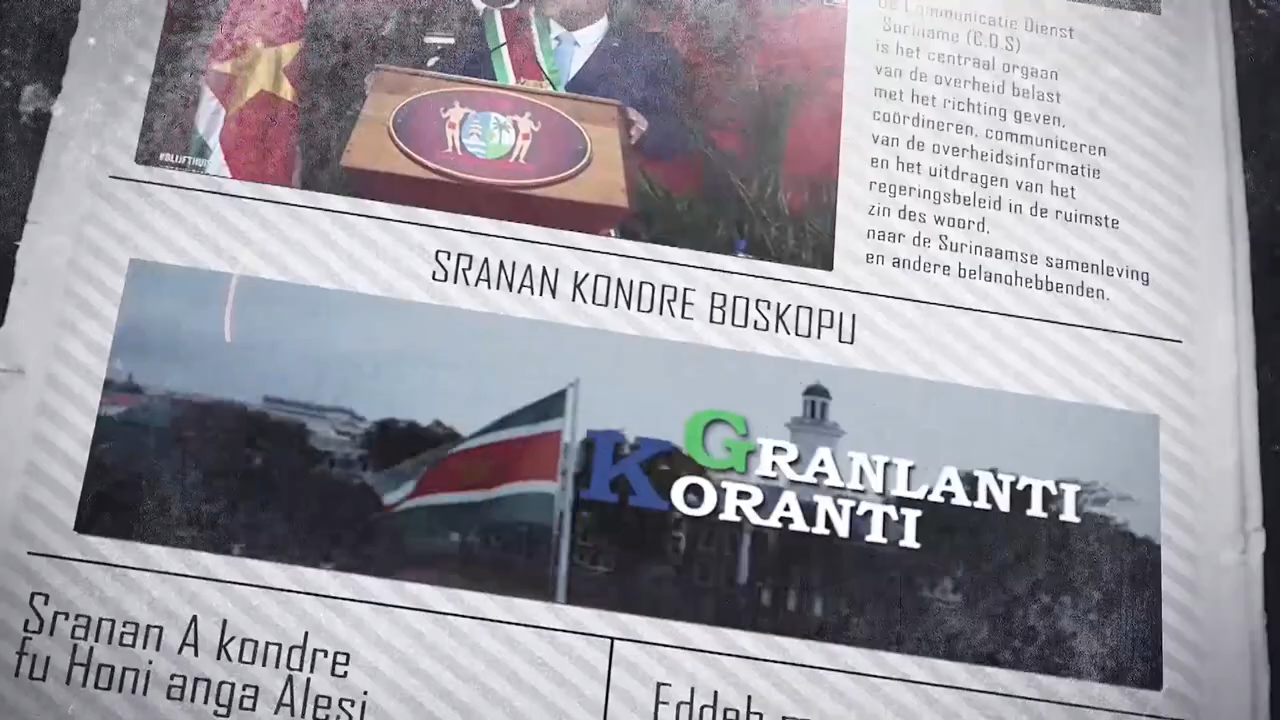 De Communicatie Dienst
Suriname (C.D.S)
is het centraal orgaan
van de overheid belast
met het richting geven,
coördineren, communiceren
van de overheidsinformatie
en het uitdragen van het
regeringsbeleid in de ruimste
zin des woord,
naar de Surinaamse samenleving
en andere belanghebbenden.
#BLIJFTHUIS
SRANAN KONDRE BOSKOPU
GRANLANTI
KORANTI
Sranan A kondre
fu Honi anga Alesi